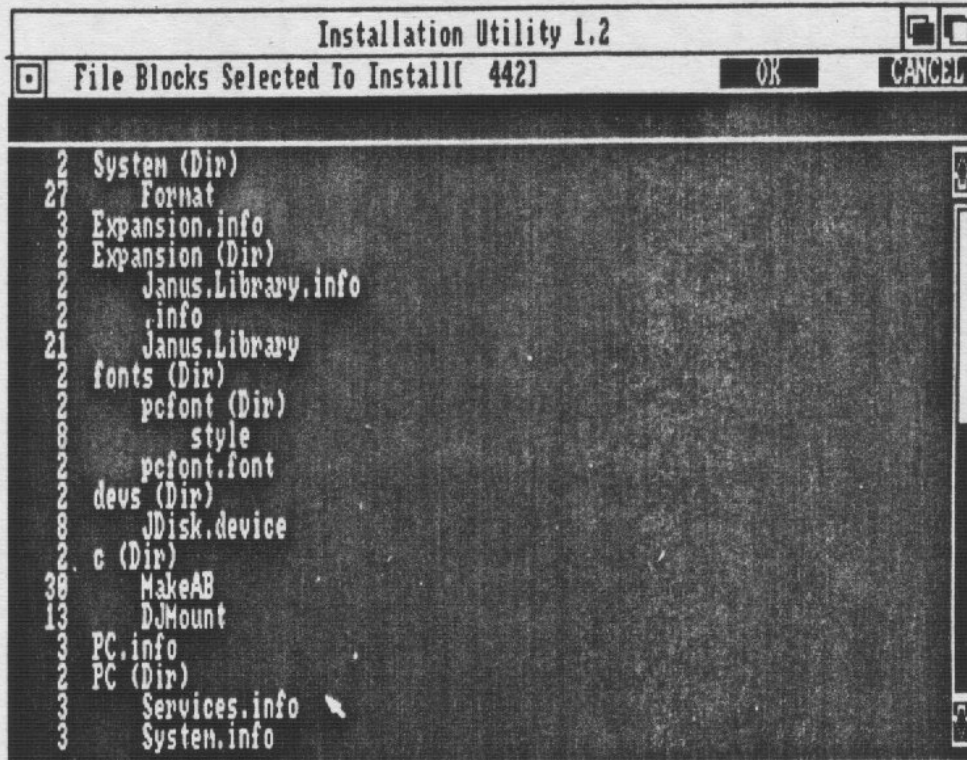 Installation Utility 1.2
File Blocks Selected To Install[ 442] OK CANCEL
2 System (Dir)
27 Format
3 Expansion.info
2 Expansion (Dir)
2 Janus.Library.info
2 .info
21 Janus.Library
2 fonts (Dir)
2 pcfont (Dir)
8 style
2 pcfont.font
2 devs (Dir)
8 JDisk.device
2 c (Dir)
30 MakeAB
13 DJMount
3 PC.info
2 PC (Dir)
3 Services.info
3 System.info